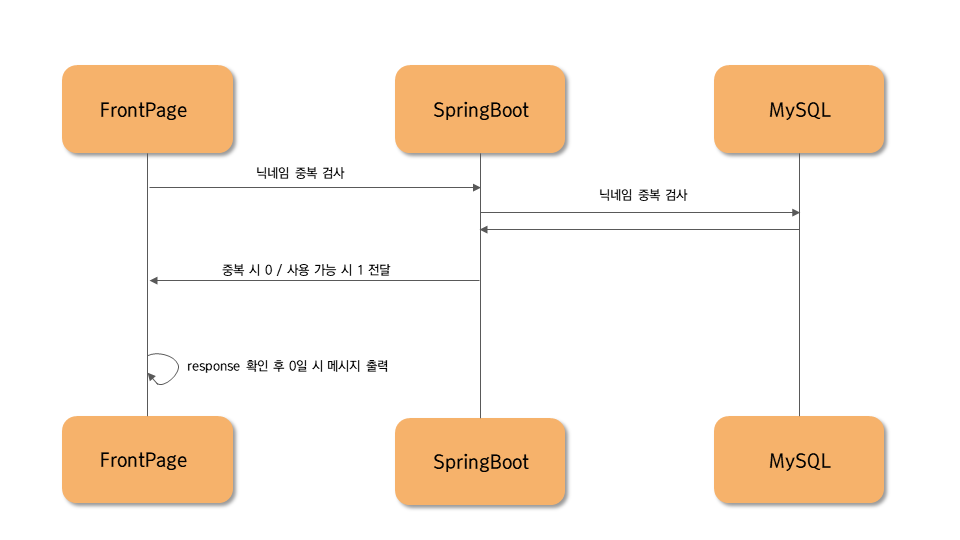 FrontPage
SpringBoot
MySQL
닉네임 중복 검사
닉네임 중복 검사
중복 시 0 / 사용 가능 시 1 전달
response 확인 후 0일 시 메시지 출력
FrontPage
SpringBoot
MySQL